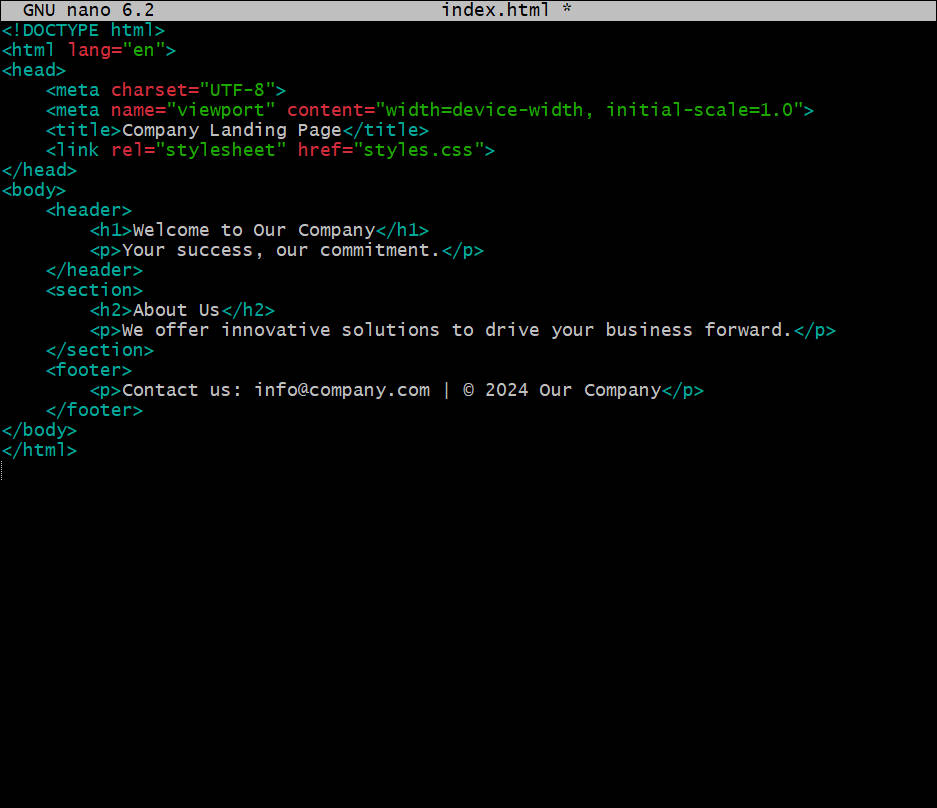 GNU nano 6.2 index.html *
<!DOCTYPE html>
<html lang="en">
<head>
    <meta charset="UTF-8">
    <meta name="viewport" content="width=device-width, initial-scale=1.0">
    <title>Company Landing Page</title>
    <link rel="stylesheet" href="styles.css">
</head>
<body>
    <header>
        <h1>Welcome to Our Company</h1>
        <p>Your success, our commitment.</p>
    </header>
    <section>
        <h2>About Us</h2>
        <p>We offer innovative solutions to drive your business forward.</p>
    </section>
    <footer>
        <p>Contact us: info@company.com | © 2024 Our Company</p>
    </footer>
</body>
</html>